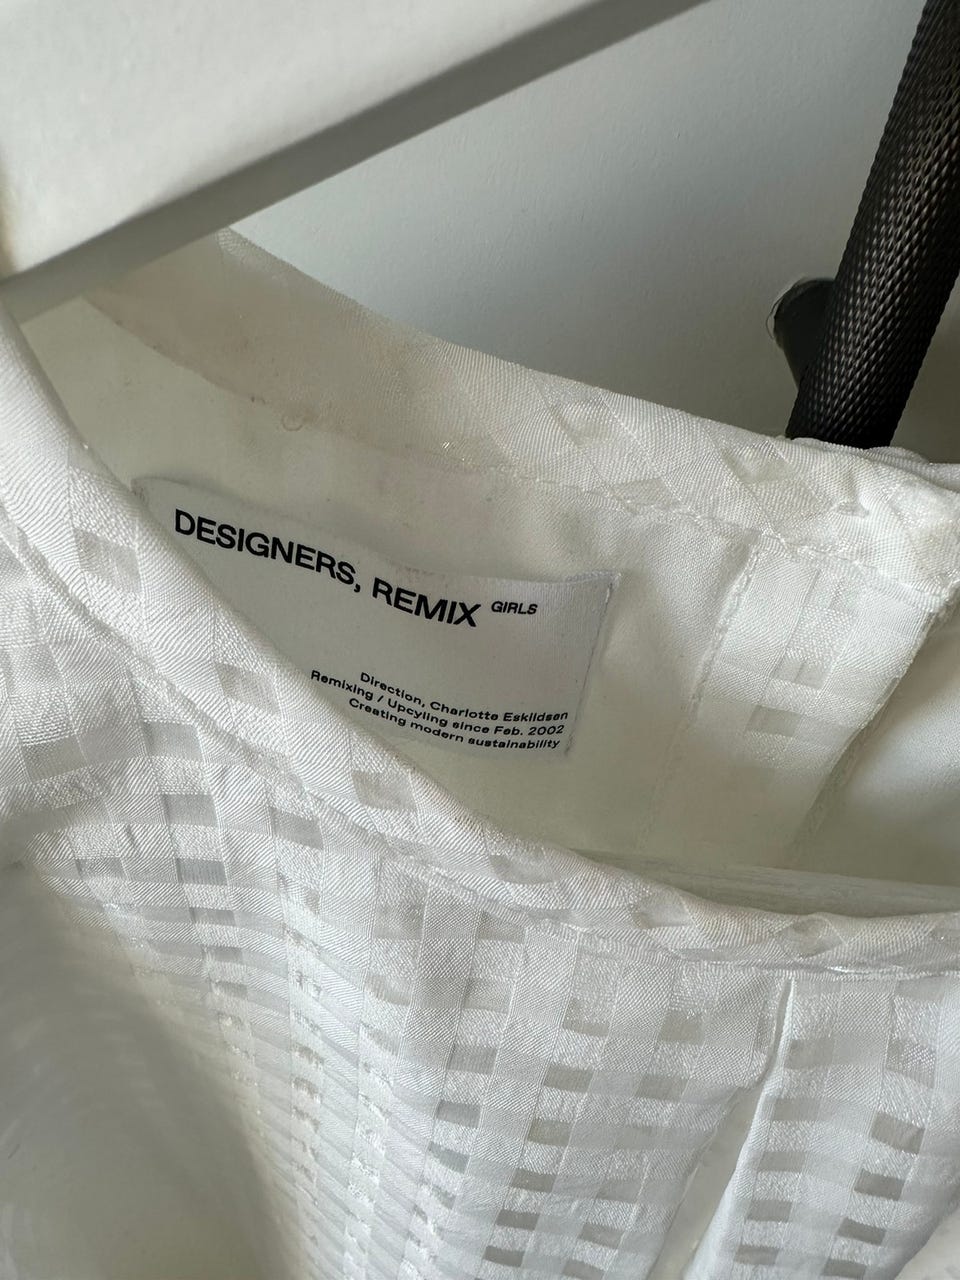 DESIGNERS, REMIX GIRLS
Direction, Charlotte Eskildsen
Remixing / Upcyling since Feb. 2002
Creating modern sustainability